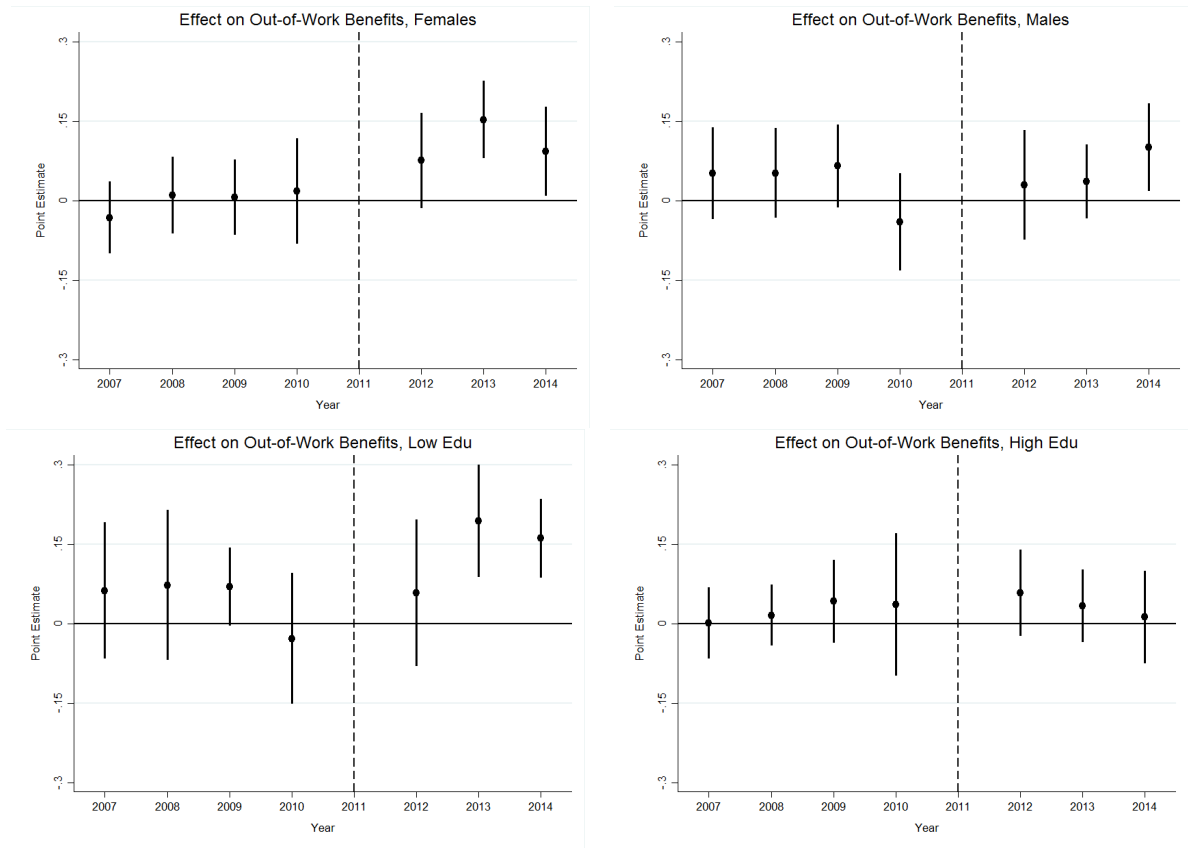 Effect on Out-of-Work Benefits, Females
.3
.15
0
-.15
-.3
Point Estimate
2007 2008 2009 2010 2011 2012 2013 2014
Year
Effect on Out-of-Work Benefits, Males
.3
.15
0
-.15
-.3
Point Estimate
2007 2008 2009 2010 2011 2012 2013 2014
Year
Effect on Out-of-Work Benefits, Low Edu
.3
.15
0
-.15
-.3
Point Estimate
2007 2008 2009 2010 2011 2012 2013 2014
Year
Effect on Out-of-Work Benefits, High Edu
.3
.15
0
-.15
-.3
Point Estimate
2007 2008 2009 2010 2011 2012 2013 2014
Year